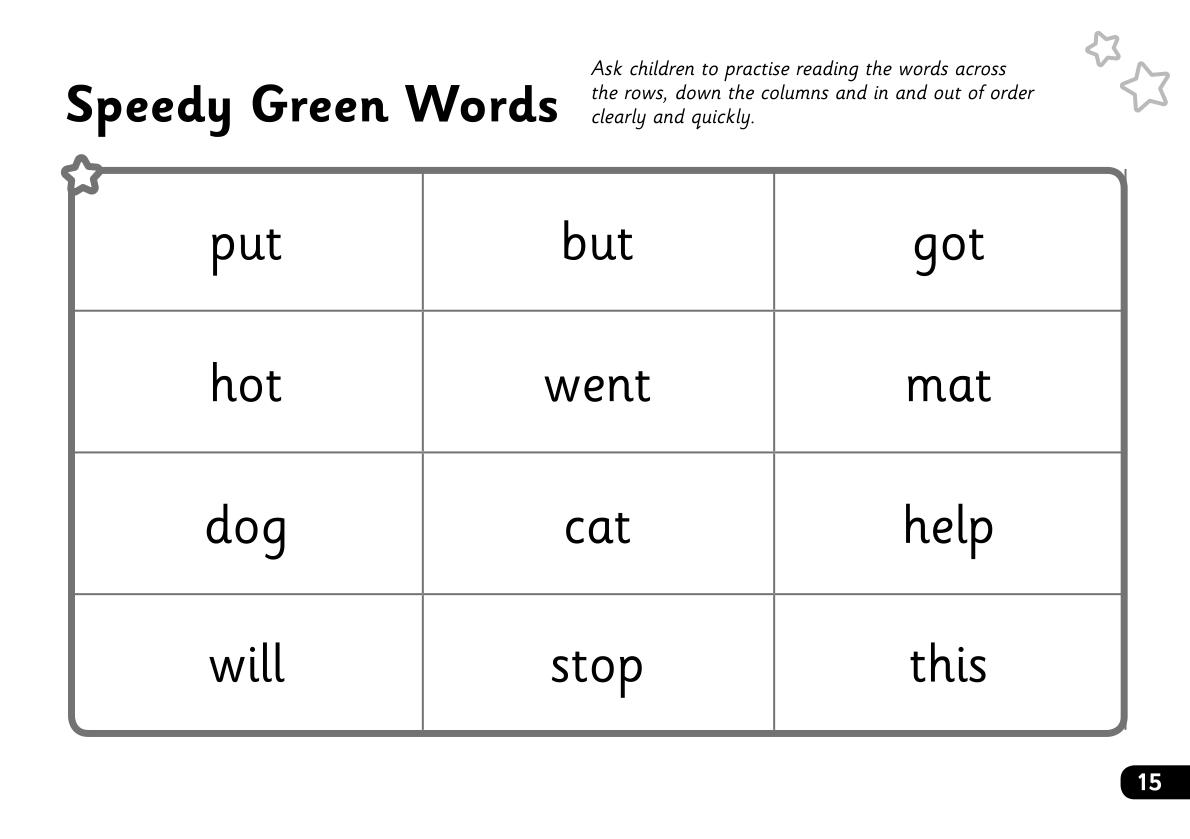 Speedy Green Words
Ask children to practise reading the words across
the rows, down the columns and in and out of order
clearly and quickly.
put but got
hot went mat
dog cat help
will stop this
15